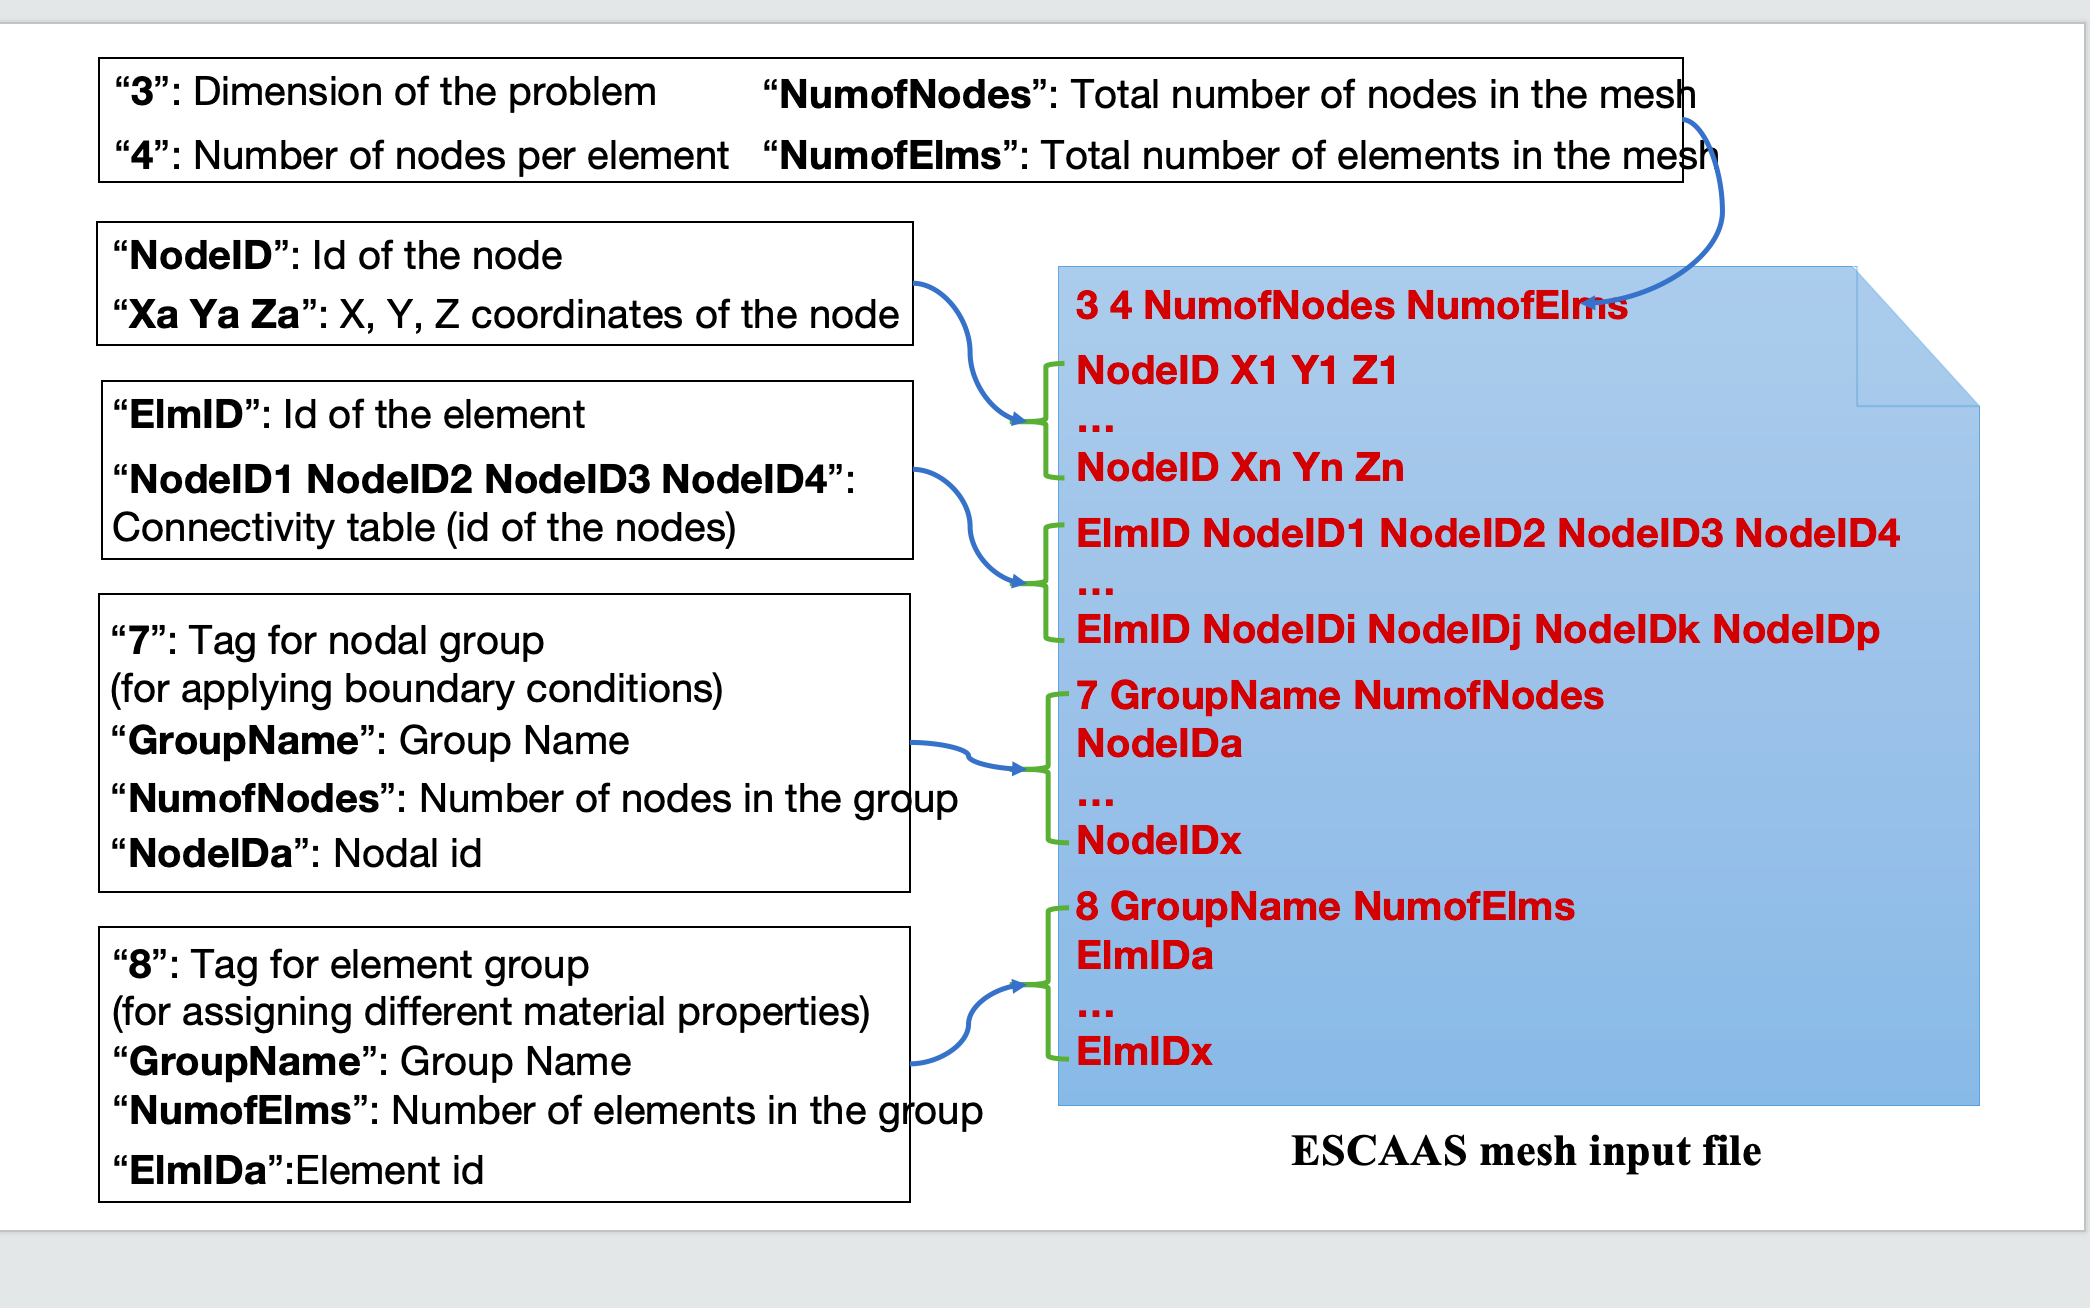 “3”: Dimension of the problem
“NumofNodes”: Total number of nodes in the mesh
“4”: Number of nodes per element
“NumofElms”: Total number of elements in the mesh
“NodeID”: Id of the node
“Xa Ya Za”: X, Y, Z coordinates of the node
“ElmID”: Id of the element
“NodeID1 NodeID2 NodeID3 NodeID4”:
Connectivity table (id of the nodes)
“7”: Tag for nodal group
(for applying boundary conditions)
“GroupName”: Group Name
“NumofNodes”: Number of nodes in the group
“NodeIDa”: Nodal id
“8”: Tag for element group
(for assigning different material properties)
“GroupName”: Group Name
“NumofElms”: Number of elements in the group
“ElmIDa”:Element id
3 4 NumofNodes NumofElms
NodeID X1 Y1 Z1
...
NodeID Xn Yn Zn
ElmID NodeID1 NodeID2 NodeID3 NodeID4
...
ElmID NodeIDi NodeIDj NodeIDk NodeIDp
7 GroupName NumofNodes
NodeIDa
...
NodeIDx
8 GroupName NumofElms
ElmIDa
...
ElmIDx
ESCAAS mesh input file